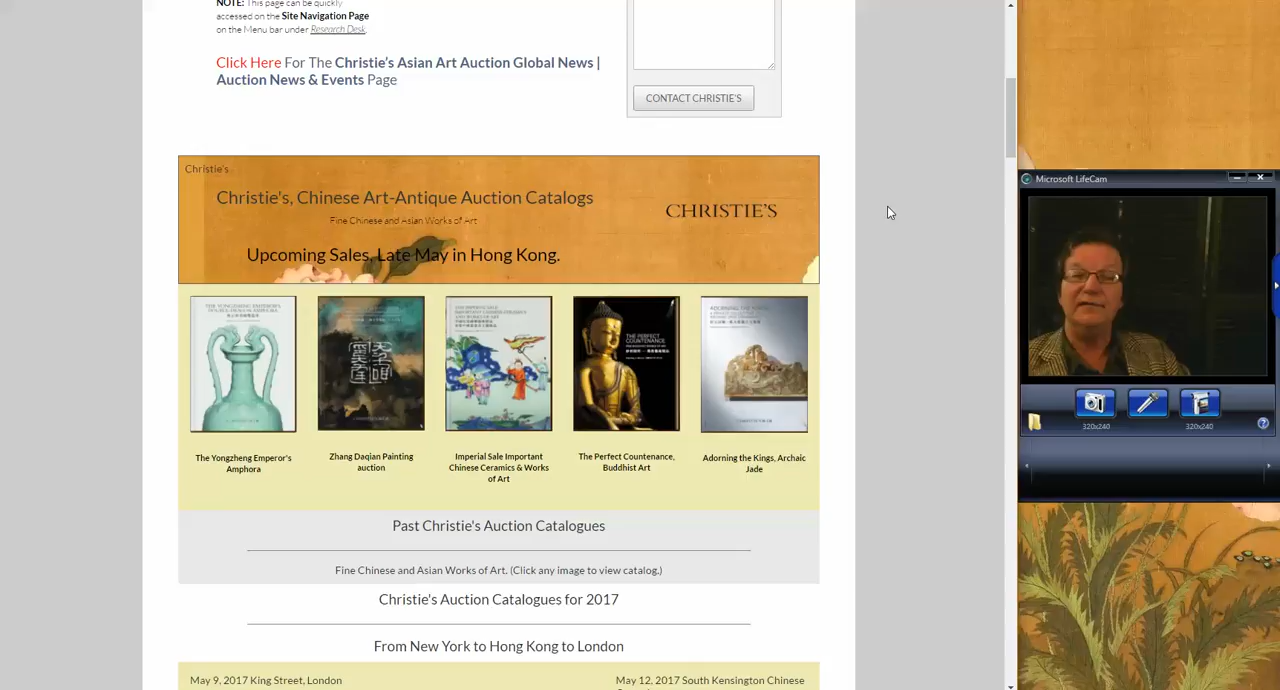 NOTE: This page can be quickly
accessed on the Site Navigation Page
on the Menu bar under Research Desk.
Click Here For The Christie's Asian Art Auction Global News |
Auction News & Events Page
CONTACT CHRISTIE'S
Christie's
Christie's, Chinese Art-Antique Auction Catalogs
Fine Chinese and Asian Works of Art
CHRISTIE'S
Upcoming Sales, Late May in Hong Kong.
THE PERFECT
COUNTENANCE
The Yongzheng Emperor's
Amphora
Zhang Daqian Painting
auction
Imperial Sale Important
Chinese Ceramics & Works
of Art
The Perfect Countenance,
Buddhist Art
Adorning the Kings, Archaic
Jade
Past Christie's Auction Catalogues
Fine Chinese and Asian Works of Art. (Click any image to view catalog.)
Christie's Auction Catalogues for 2017
From New York to Hong Kong to London
May 9, 2017 King Street, London
May 12, 2017 South Kensington Chinese
Microsoft LifeCam
320x240
320x240